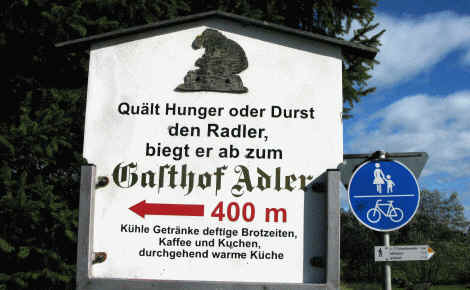 Quält Hunger oder Durst
den Radler,
biegt er ab zum
Gasthof Adler
400 m
Kühle Getränke deftige Brotzeiten,
Kaffee und Kuchen,
durchgehend warme Küche